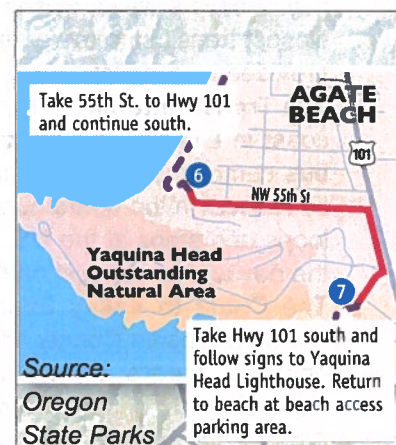 Take 55th St. to Hwy 101
and continue south.
AGATE
BEACH
101
6
NW 55th St
Yaquina Head
Outstanding
Natural Area
7
Take Hwy 101 south and
follow signs to Yaquina
Head Lighthouse. Return
to beach at beach access
parking area.
Source:
Oregon
State Parks